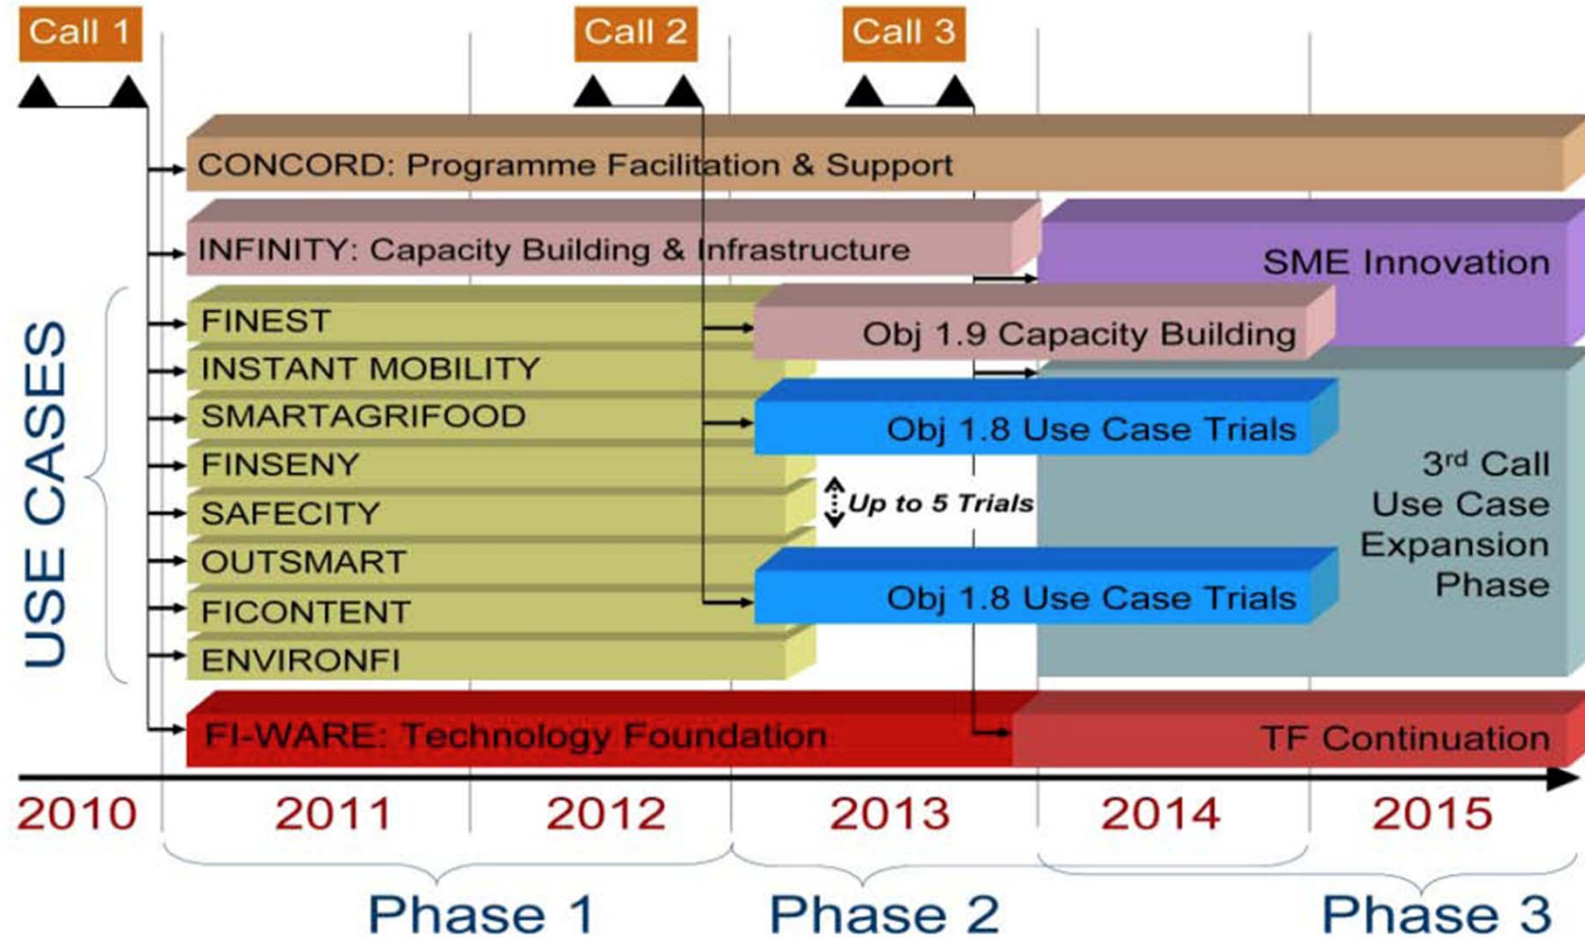 Call 1
Call 2
Call 3
CONCORD: Programme Facilitation & Support
INFINITY: Capacity Building & Infrastructure
SME Innovation
USE CASES
FINEST
Obj 1.9 Capacity Building
INSTANT MOBILITY
SMARTAGRIFOOD
Obj 1.8 Use Case Trials
FINSENY
SAFECITY
Up to 5 Trials
3rd Call
Use Case
Expansion
Phase
OUTSMART
FICONTENT
Obj 1.8 Use Case Trials
ENVIRONFI
FI-WARE: Technology Foundation
TF Continuation
2010
2011
2012
2013
2014
2015
Phase 1
Phase 2
Phase 3